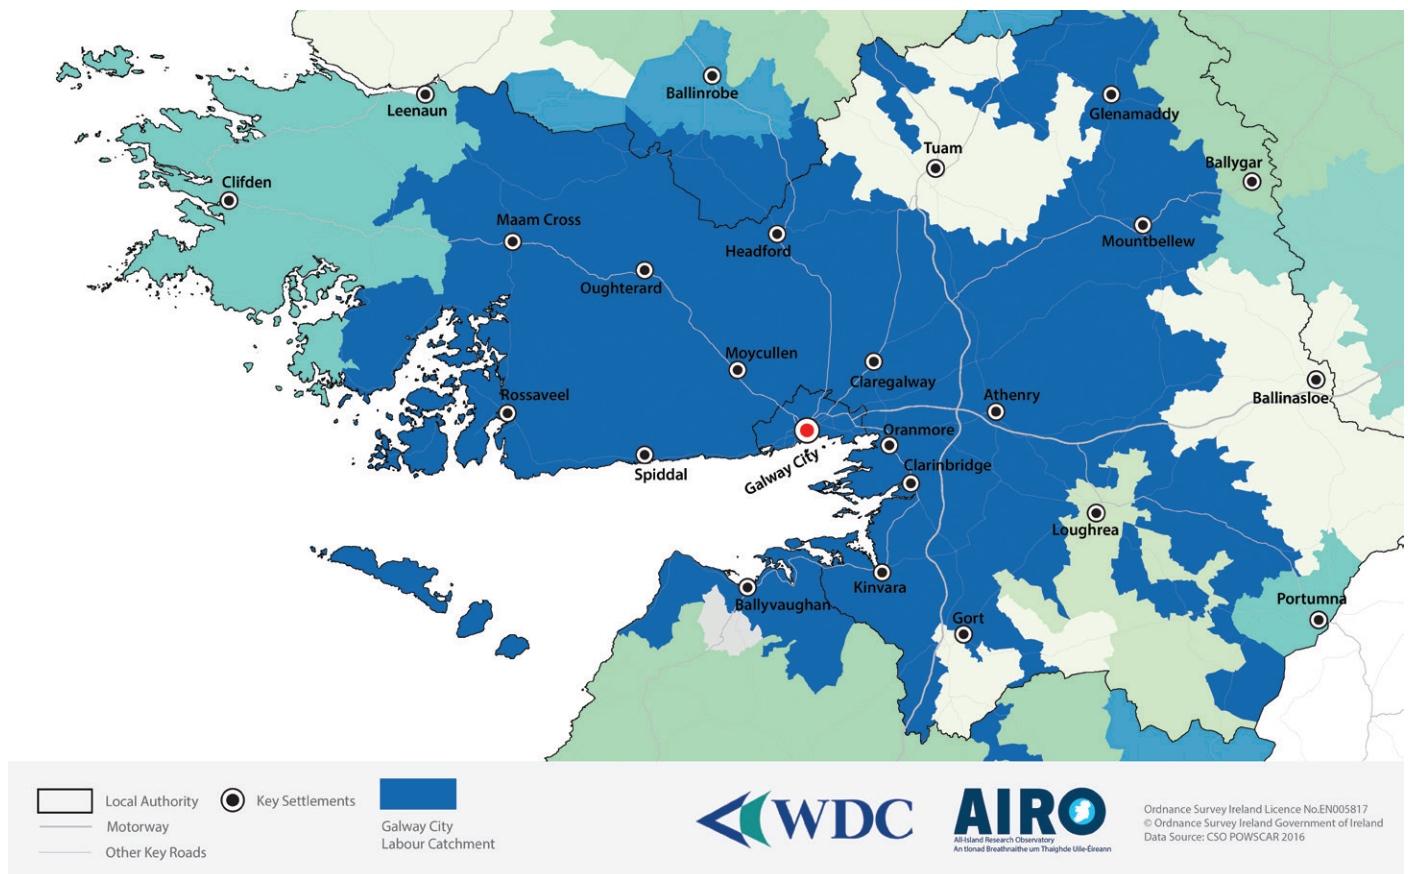 Ballinrobe
Leenaun
Glenamaddy
Tuam
Ballygar
Clifden
Maam Cross
Headford
Mountbellew
Oughterard
Moycullen
Claregalway
Rossaveel
Athenry
Ballinasloe
Oranmore
Galway City
Clarinbridge
Spiddal
Loughrea
Kinvara
Ballyvaughan
Portumna
Gort
Local Authority
Key Settlements
Motorway
Other Key Roads
Galway City
Labour Catchment
WDC
AIRO
All-Island Research Observatory
An tIonad Breathnaithe um Thaighde Uile-Éireann
Ordnance Survey Ireland Licence No.EN005817
© Ordnance Survey Ireland Government of Ireland
Data Source: CSO POWSCAR 2016